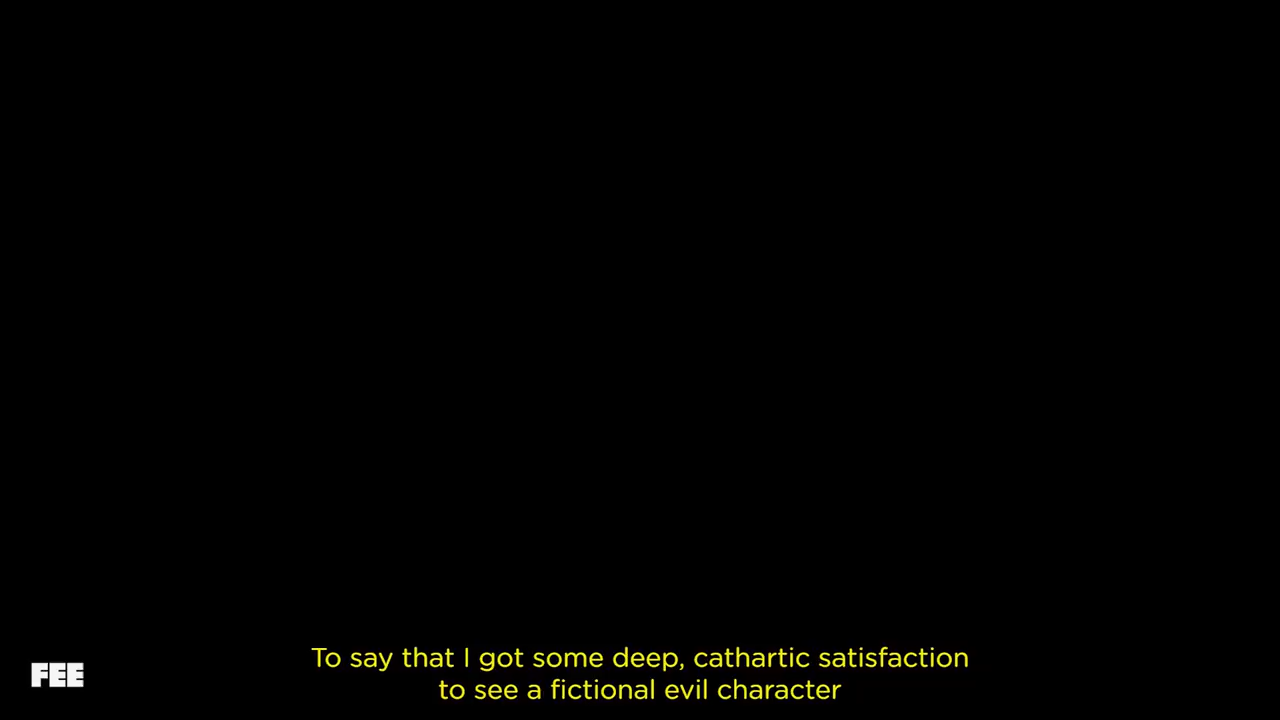 To say that I got some deep, cathartic satisfaction
to see a fictional evil character
FEE